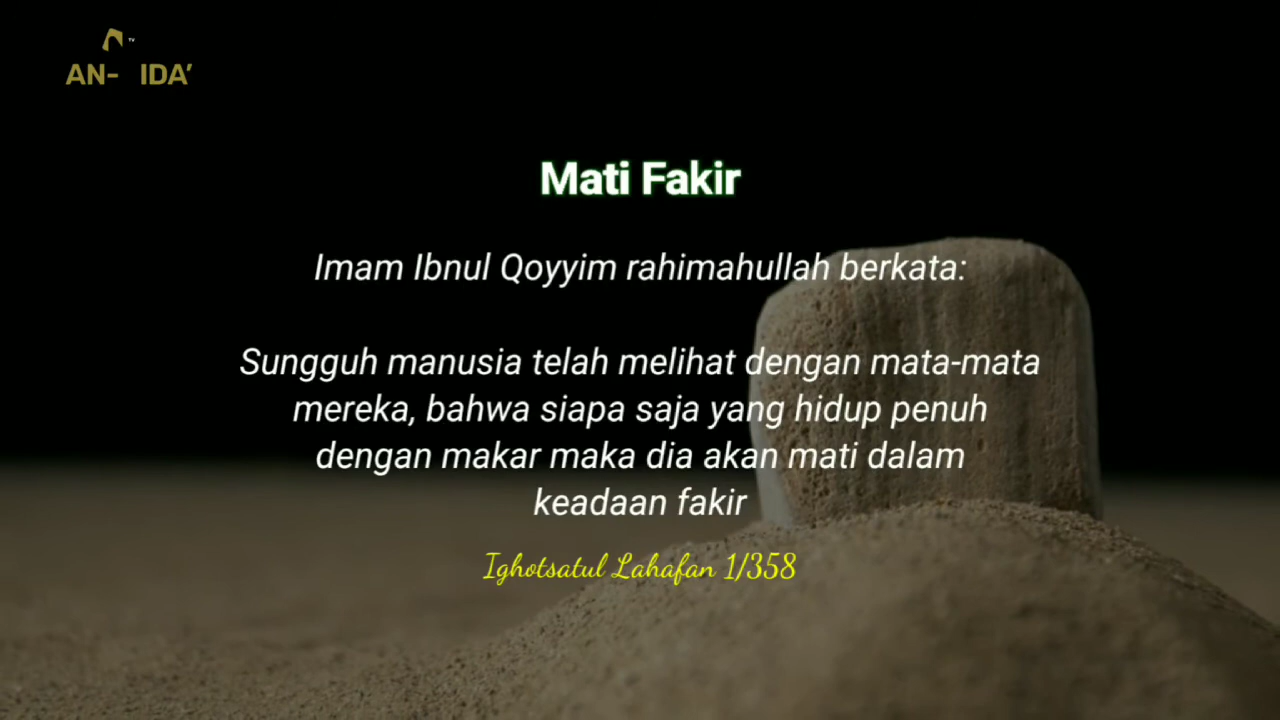 TV
AN- IDA’
Mati Fakir
Imam Ibnul Qoyyim rahimahullah berkata:
Sungguh manusia telah melihat dengan mata-mata
mereka, bahwa siapa saja yang hidup penuh
dengan makar maka dia akan mati dalam
keadaan fakir
Ighotsatul Lahafan 1/358